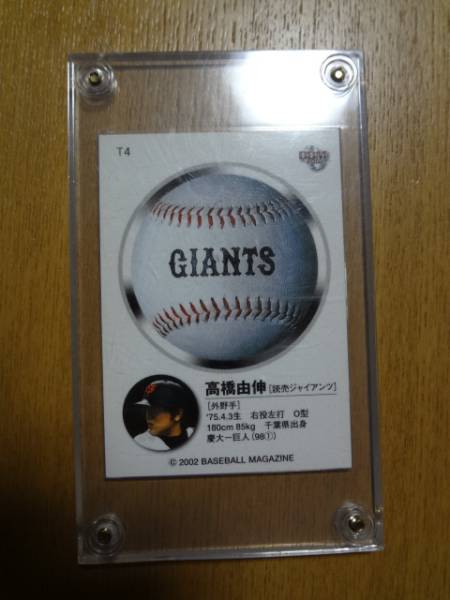 T4
BBM
GIANTS
高橋由伸[読売ジャイアンツ]
[外野手]
'75.4.3生 右投左打 O型
180cm 85kg 千葉県出身
慶大ー巨人(98①)
© 2002 BASEBALL MAGAZINE